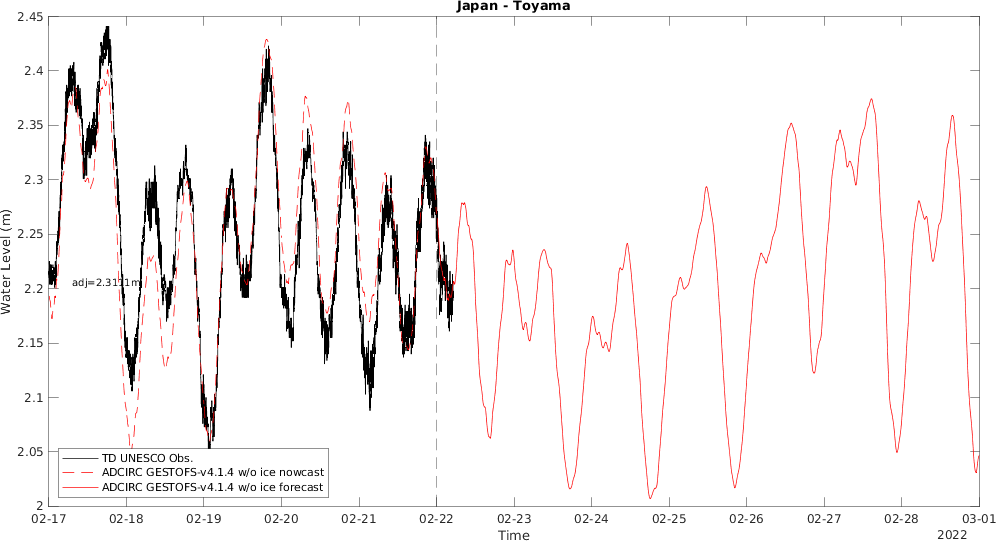 Japan - Toyama
2.45
2.4
2.35
2.3
2.25
2.2
2.15
2.1
2.05
2
Water Level (m)
adj=2.3111m
TD UNESCO Obs.
ADCIRC GESTOFS-v4.1.4 w/o ice nowcast
ADCIRC GESTOFS-v4.1.4 w/o ice forecast
02-17 02-18 02-19 02-20 02-21 02-22 02-23 02-24 02-25 02-26 02-27 02-28 03-01
Time
2022